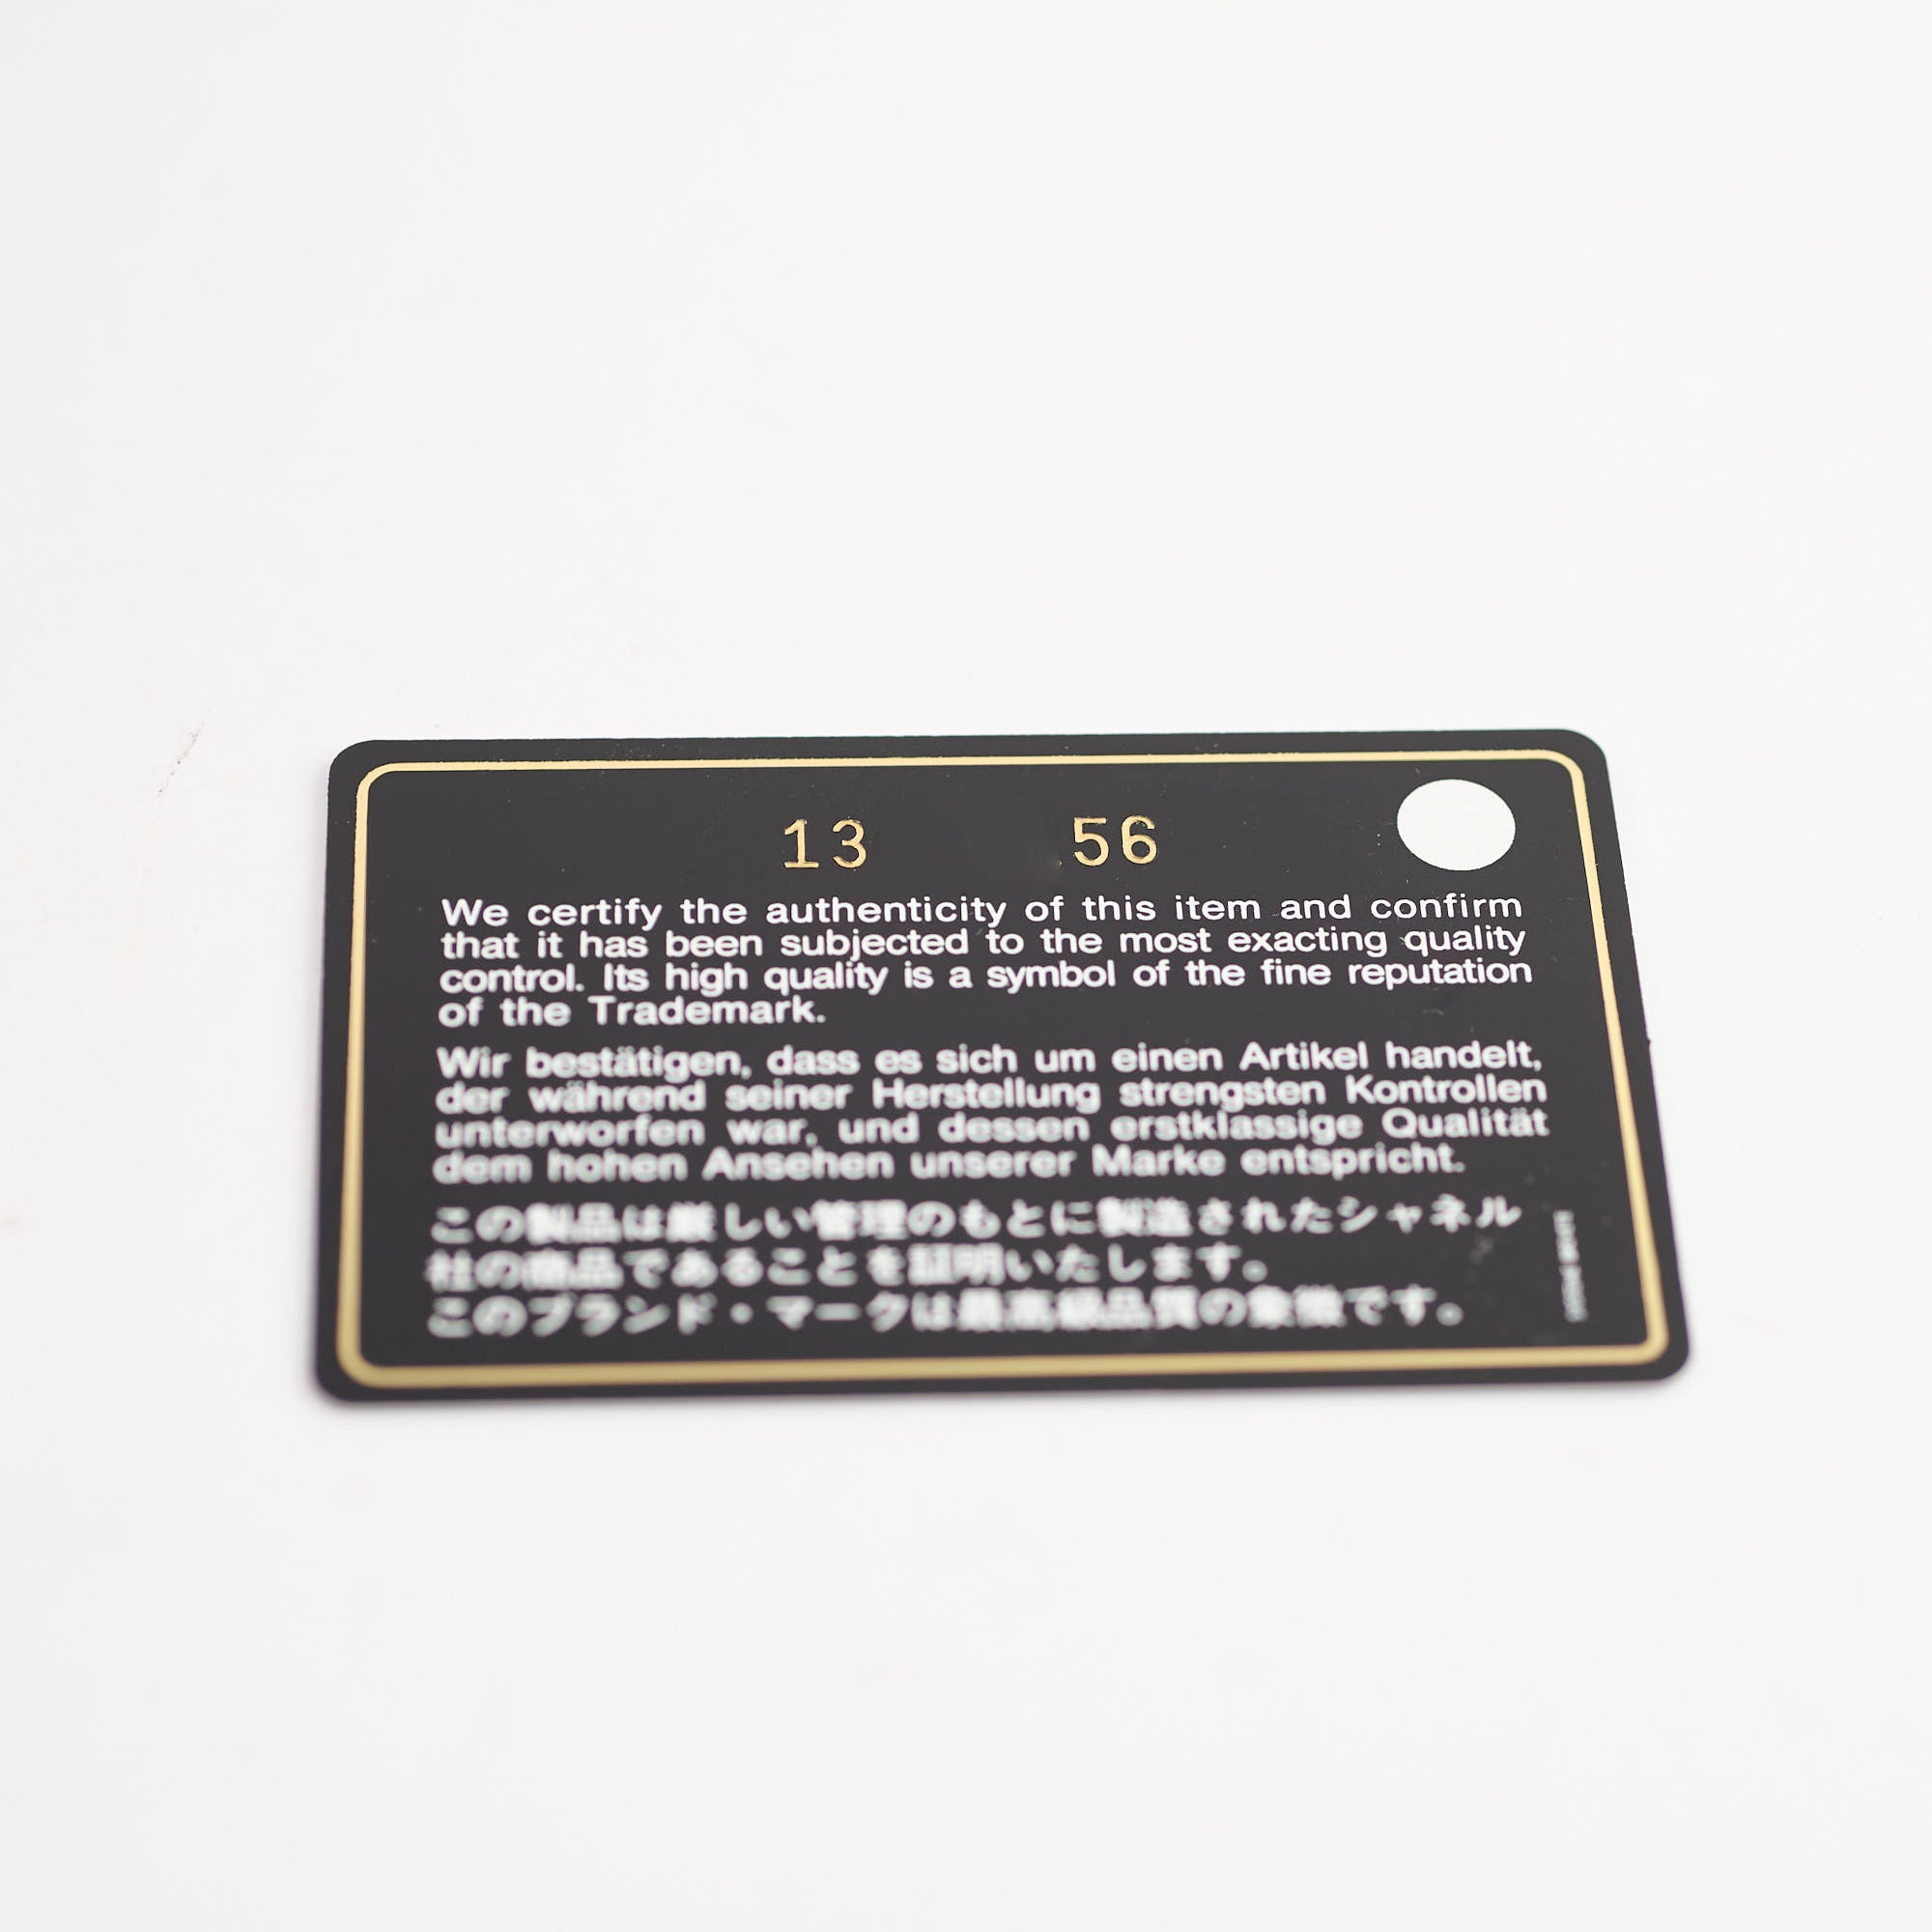 13 56
We certify the authenticity of this item and confirm
that it has been subjected to the most exacting quality
control. Its high quality is a symbol of the fine reputation
of the Trademark.
Wir bestätigen, dass es sich um einen Artikel handelt,
der während seiner Herstellung strengsten Kontrollen
unterworfen war, und dessen erstklassige Qualität
dem hohen Ansehen unserer Marke entspricht.
この製品は厳しい管理のもとに製造されたシャネル
社の商品であることを証明いたします。
このブランド・マークは最高級品質の象徴です。